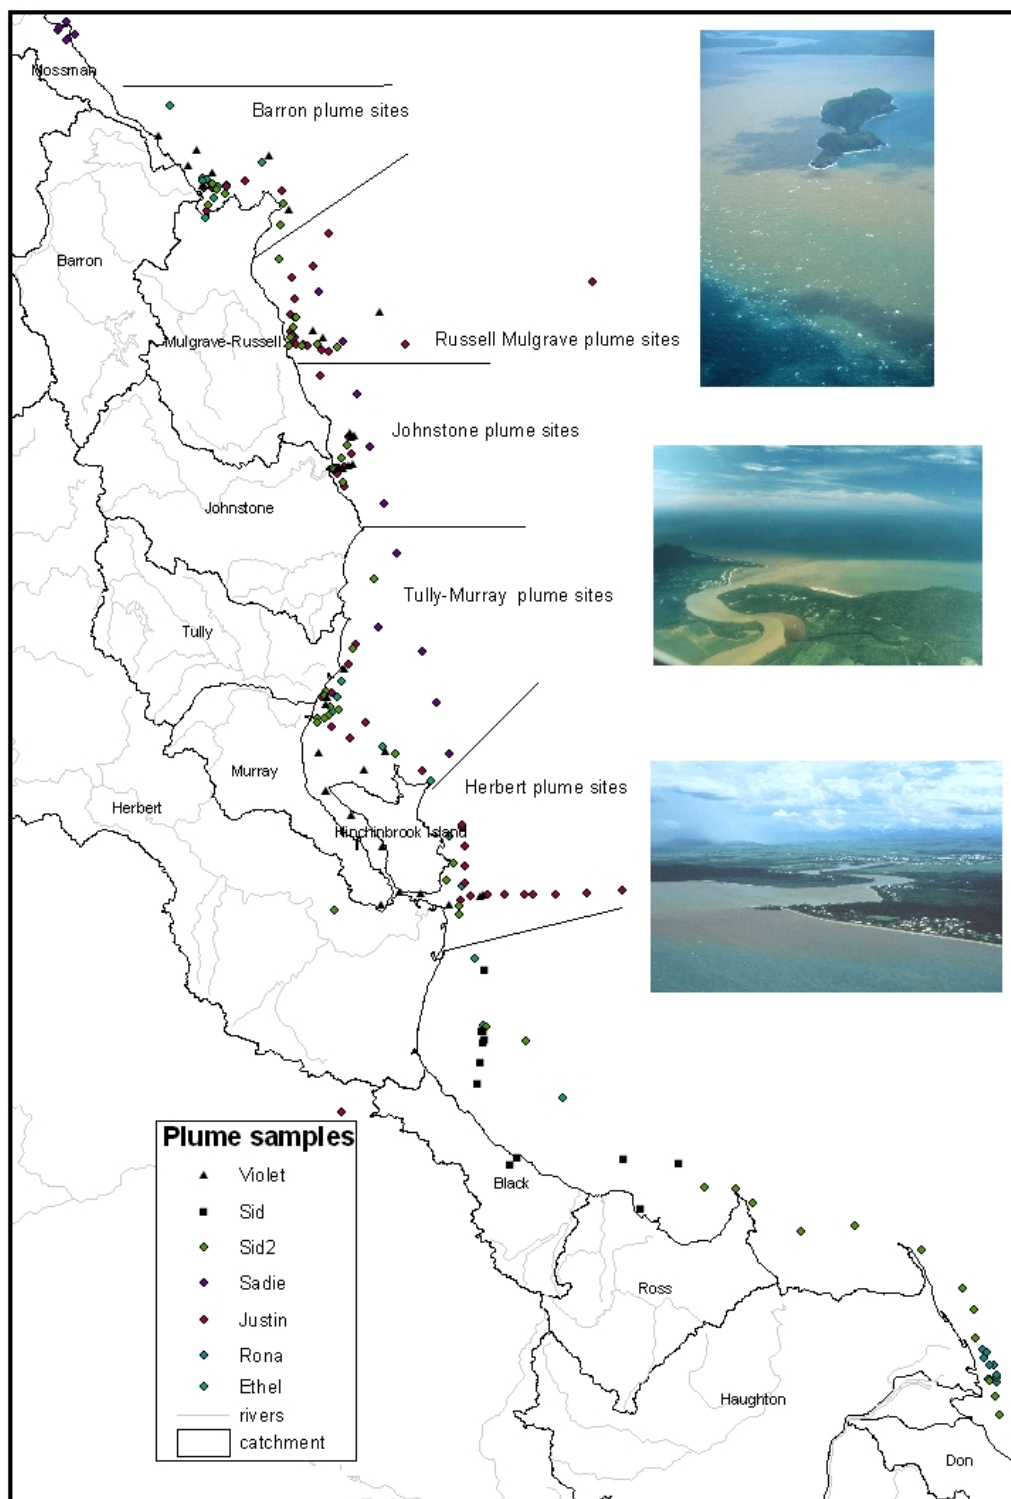 Mossman
Barron plume sites
Barron
Mulgrave-Russell
Russell Mulgrave plume sites
Johnstone plume sites
Johnstone
Tully-Murray plume sites
Tully
Murray
Herbert plume sites
Herbert
Hinchinbrook Island
Plume samples
Violet
Sid
Sid2
Sadie
Justin
Rona
Ethel
rivers
catchment
Black
Ross
Haughton
Don